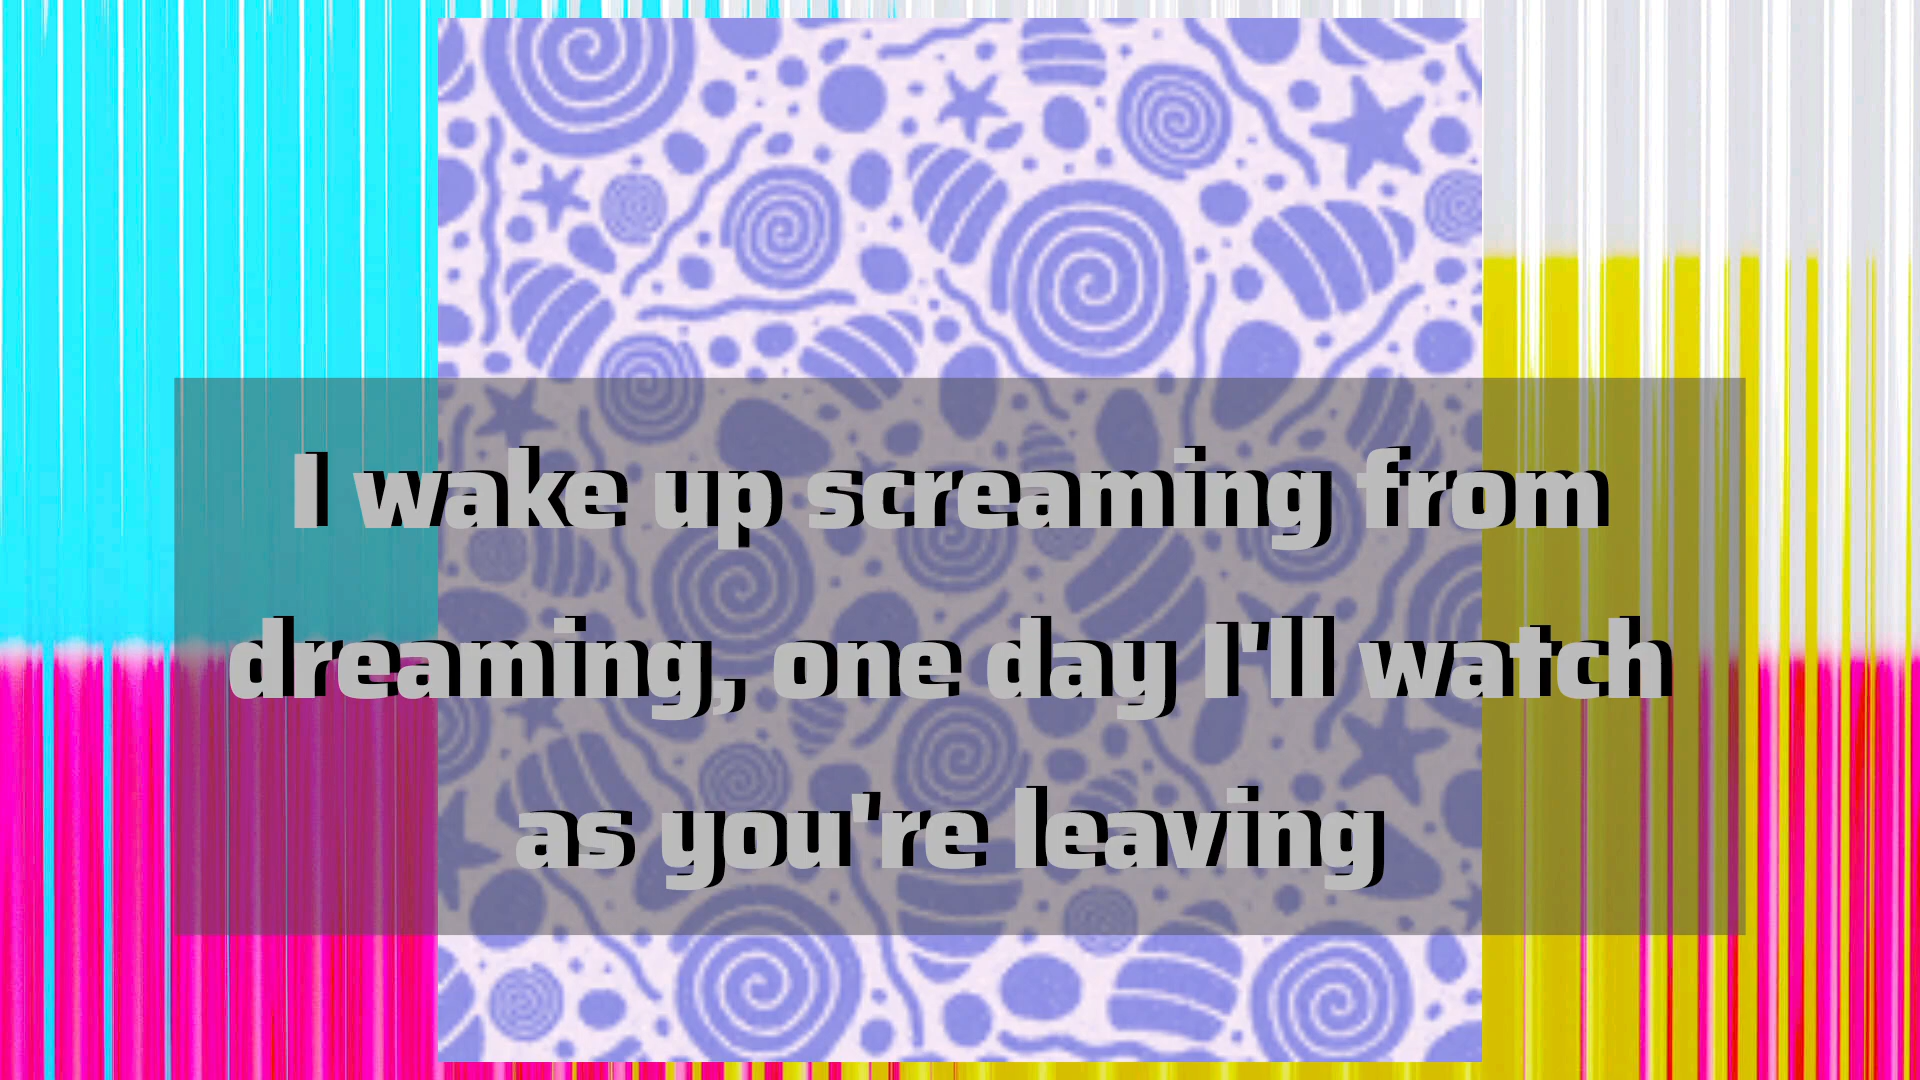 I wake up screaming from
dreaming, one day I'll watch
as you're leaving